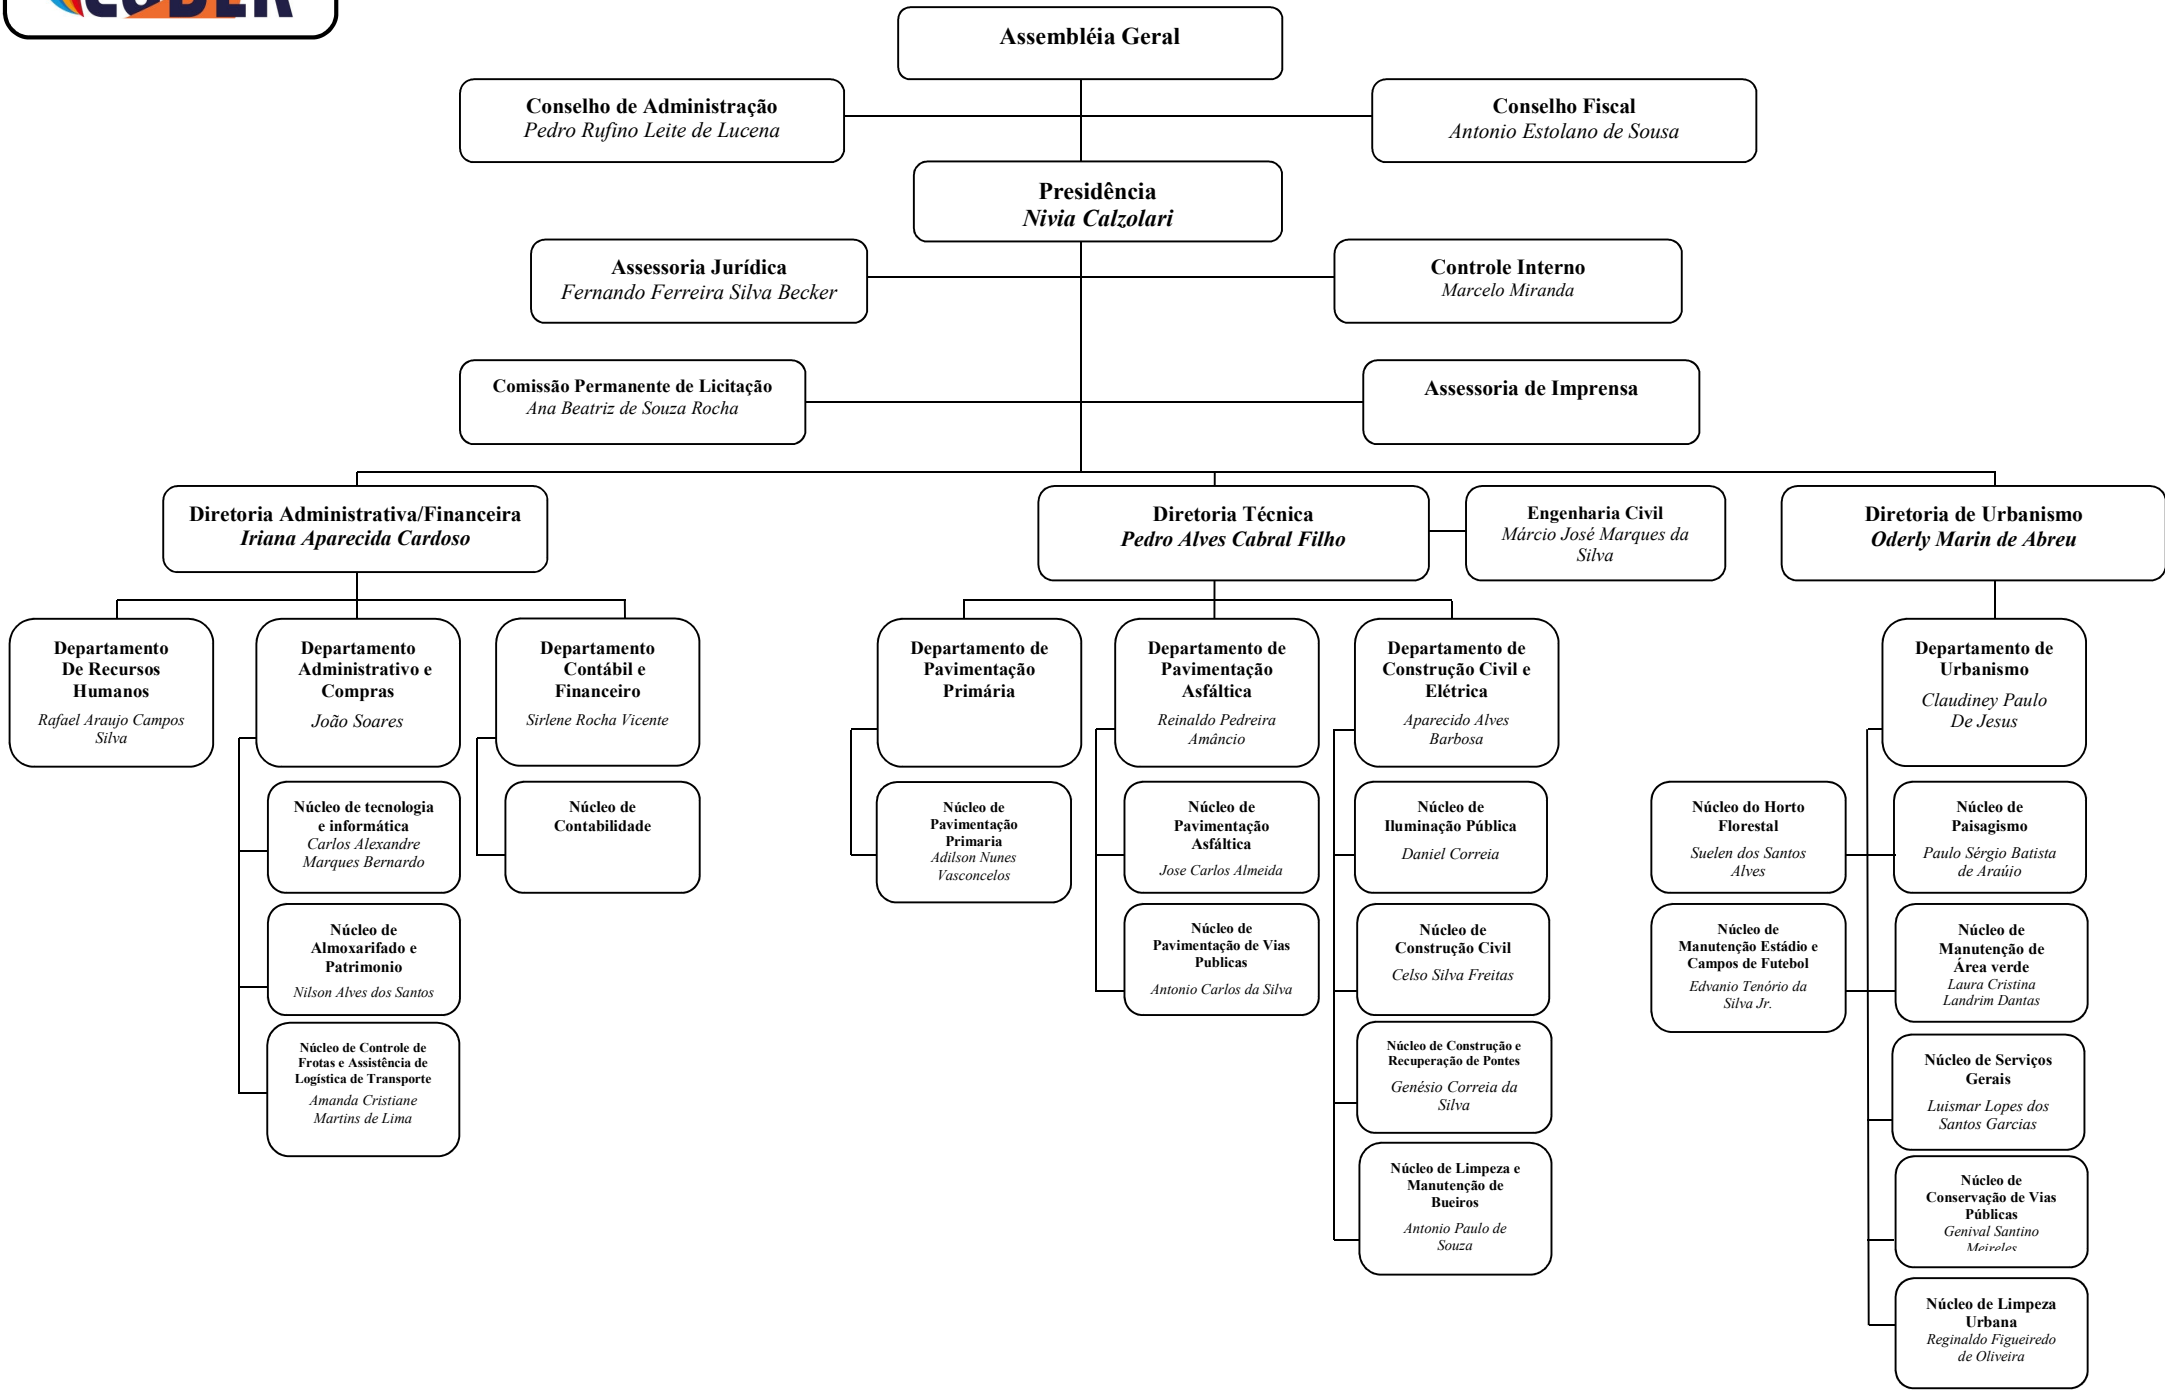 CODER
Assembléia Geral
Conselho de Administração
Pedro Rufino Leite de Lucena
Conselho Fiscal
Antonio Estolano de Sousa
Presidência
Nivia Calzolari
Assessoria Jurídica
Fernando Ferreira Silva Becker
Controle Interno
Marcelo Miranda
Comissão Permanente de Licitação
Ana Beatriz de Souza Rocha
Assessoria de Imprensa
Diretoria Administrativa/Financeira
Iriana Aparecida Cardoso
Diretoria Técnica
Pedro Alves Cabral Filho
Engenharia Civil
Márcio José Marques da
Silva
Diretoria de Urbanismo
Oderly Marin de Abreu
Departamento
De Recursos
Humanos
Rafael Araujo Campos
Silva
Departamento
Administrativo e
Compras
João Soares
Departamento
Contábil e
Financeiro
Sirlene Rocha Vicente
Departamento de
Pavimentação
Primária
Departamento de
Pavimentação
Asfáltica
Reinaldo Pedreira
Amâncio
Departamento de
Construção Civil e
Elétrica
Aparecido Alves
Barbosa
Departamento de
Urbanismo
Claudiney Paulo
De Jesus
Núcleo de tecnologia
e informática
Carlos Alexandre
Marques Bernardo
Núcleo de
Contabilidade
Núcleo de
Pavimentação
Primaria
Adilson Nunes
Vasconcelos
Núcleo de
Pavimentação
Asfáltica
Jose Carlos Almeida
Núcleo de
Iluminação Pública
Daniel Correia
Núcleo do Horto
Florestal
Suelen dos Santos
Alves
Núcleo de
Paisagismo
Paulo Sérgio Batista
de Araújo
Núcleo de
Almoxarifado e
Patrimonio
Nilson Alves dos Santos
Núcleo de
Pavimentação de Vias
Publicas
Antonio Carlos da Silva
Núcleo de
Construção Civil
Celso Silva Freitas
Núcleo de
Manutenção Estádio e
Campos de Futebol
Edvanio Tenório da
Silva Jr.
Núcleo de
Manutenção de
Área verde
Laura Cristina
Landrim Dantas
Núcleo de Controle de
Frotas e Assistência de
Logística de Transporte
Amanda Cristiane
Martins de Lima
Núcleo de Construção e
Recuperação de Pontes
Genésio Correia da
Silva
Núcleo de Serviços
Gerais
Luismar Lopes dos
Santos Garcias
Núcleo de Limpeza e
Manutenção de
Bueiros
Antonio Paulo de
Souza
Núcleo de
Conservação de Vias
Públicas
Genival Santino
Meireles
Núcleo de Limpeza
Urbana
Reginaldo Figueiredo
de Oliveira